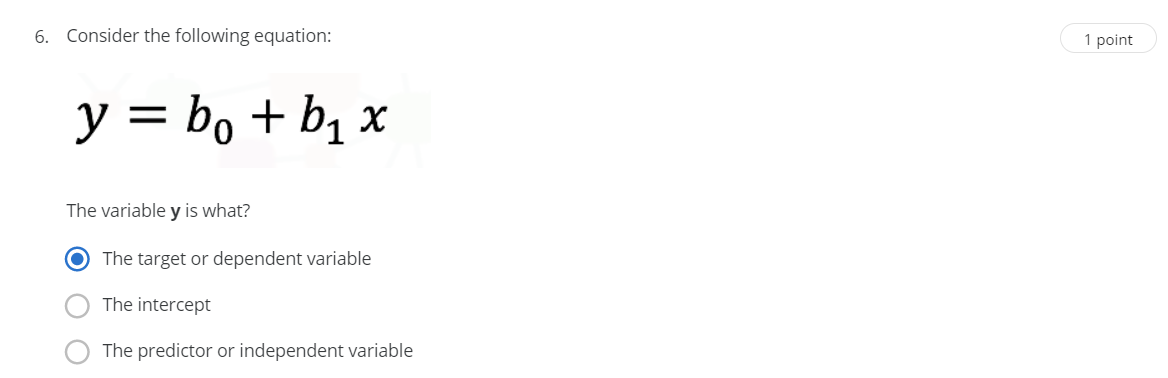 6. Consider the following equation:
1 point
y = b₀ + b₁ x
The variable y is what?
The target or dependent variable
The intercept
The predictor or independent variable